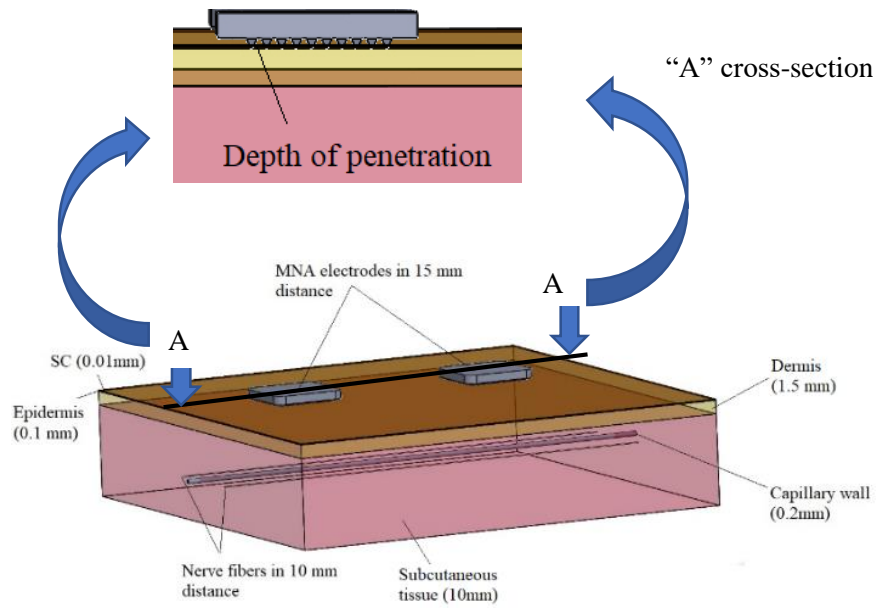 “A” cross-section
Depth of penetration
MNA electrodes in 15 mm
distance
A
A
SC (0.01mm)
Epidermis
(0.1 mm)
Dermis
(1.5 mm)
Capillary wall
(0.2mm)
Nerve fibers in 10 mm
distance
Subcutaneous
tissue (10mm)